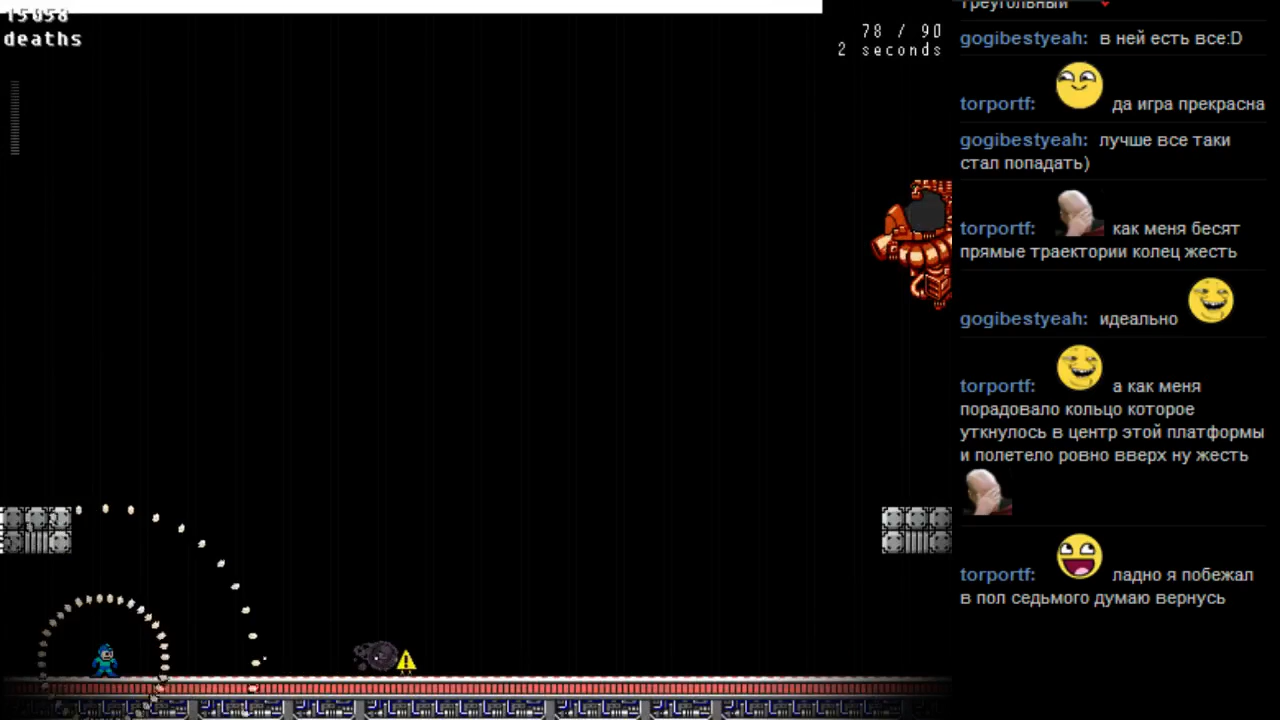 15058
deaths
78 / 90
2 seconds
треугольный
gogibestyeah: в ней есть все:D
torportf: да игра прекрасна
gogibestyeah: лучше все таки
стал попадать)
torportf: как меня бесят
прямые траектории колец жесть
gogibestyeah: идеально
torportf: а как меня
порадовало кольцо которое
уткнулось в центр этой платформы
и полетело ровно вверх ну жесть
torportf: ладно я побежал
в пол седьмого думаю вернусь